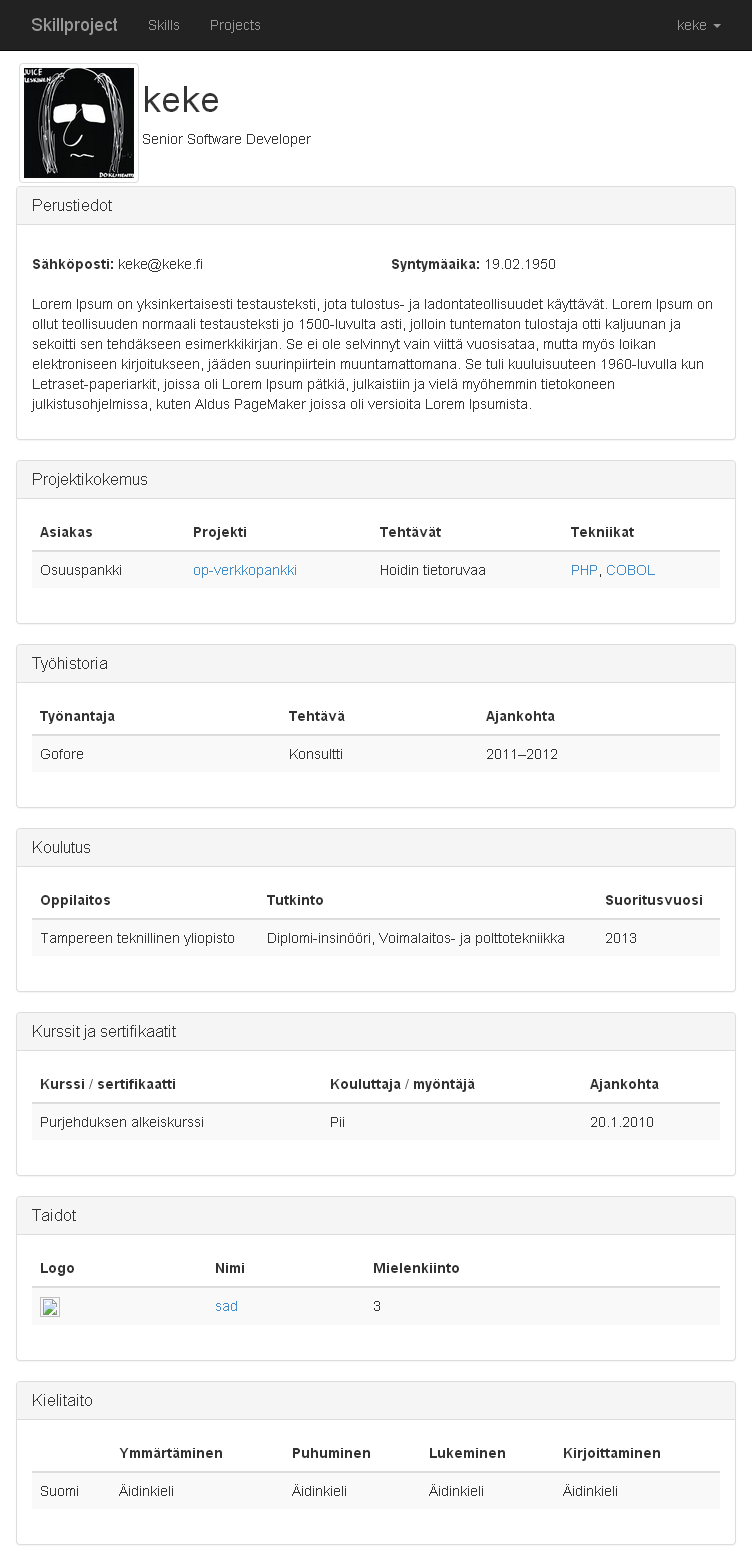 Skillproject Skills Projects keke
JUICE
LESKINEN
keke
Senior Software Developer
Perustiedot
Sähköposti: keke@keke.fi Syntymäaika: 19.02.1950
Lorem Ipsum on yksinkertaisesti testausteksti, jota tulostus- ja ladontateollisuudet käyttävät. Lorem Ipsum on
ollut teollisuuden normaali testausteksti jo 1500-luvulta asti, jolloin tuntematon tulostaja otti kaljuunan ja
sekoitti sen tehdäkseen esimerkkikirjan. Se ei ole selvinnyt vain viittä vuosisataa, mutta myös loikan
elektroniseen kirjoitukseen, jääden suurinpiirtein muuntamattomana. Se tuli kuuluisuuteen 1960-luvulla kun
Letraset-paperiarkit, joissa oli Lorem Ipsum pätkiä, julkaistiin ja vielä myöhemmin tietokoneen
julkistusohjelmissa, kuten Aldus PageMaker joissa oli versioita Lorem Ipsumista.
Projektikokemus
Asiakas Projekti Tehtävät Tekniikat
Osuuspankki op-verkkopankki Hoidin tietoruvaa PHP, COBOL
Työhistoria
Työnantaja Tehtävä Ajankohta
Gofore Konsultti 2011–2012
Koulutus
Oppilaitos Tutkinto Suoritusvuosi
Tampereen teknillinen yliopisto Diplomi-insinööri, Voimalaitos- ja polttotekniikka 2013
Kurssit ja sertifikaatit
Kurssi / sertifikaatti Kouluttaja / myöntäjä Ajankohta
Purjehduksen alkeiskurssi Pii 20.1.2010
Taidot
Logo Nimi Mielenkiinto
sad 3
Kielitaito
Ymmärtäminen Puhuminen Lukeminen Kirjoittaminen
Suomi Äidinkieli Äidinkieli Äidinkieli Äidinkieli